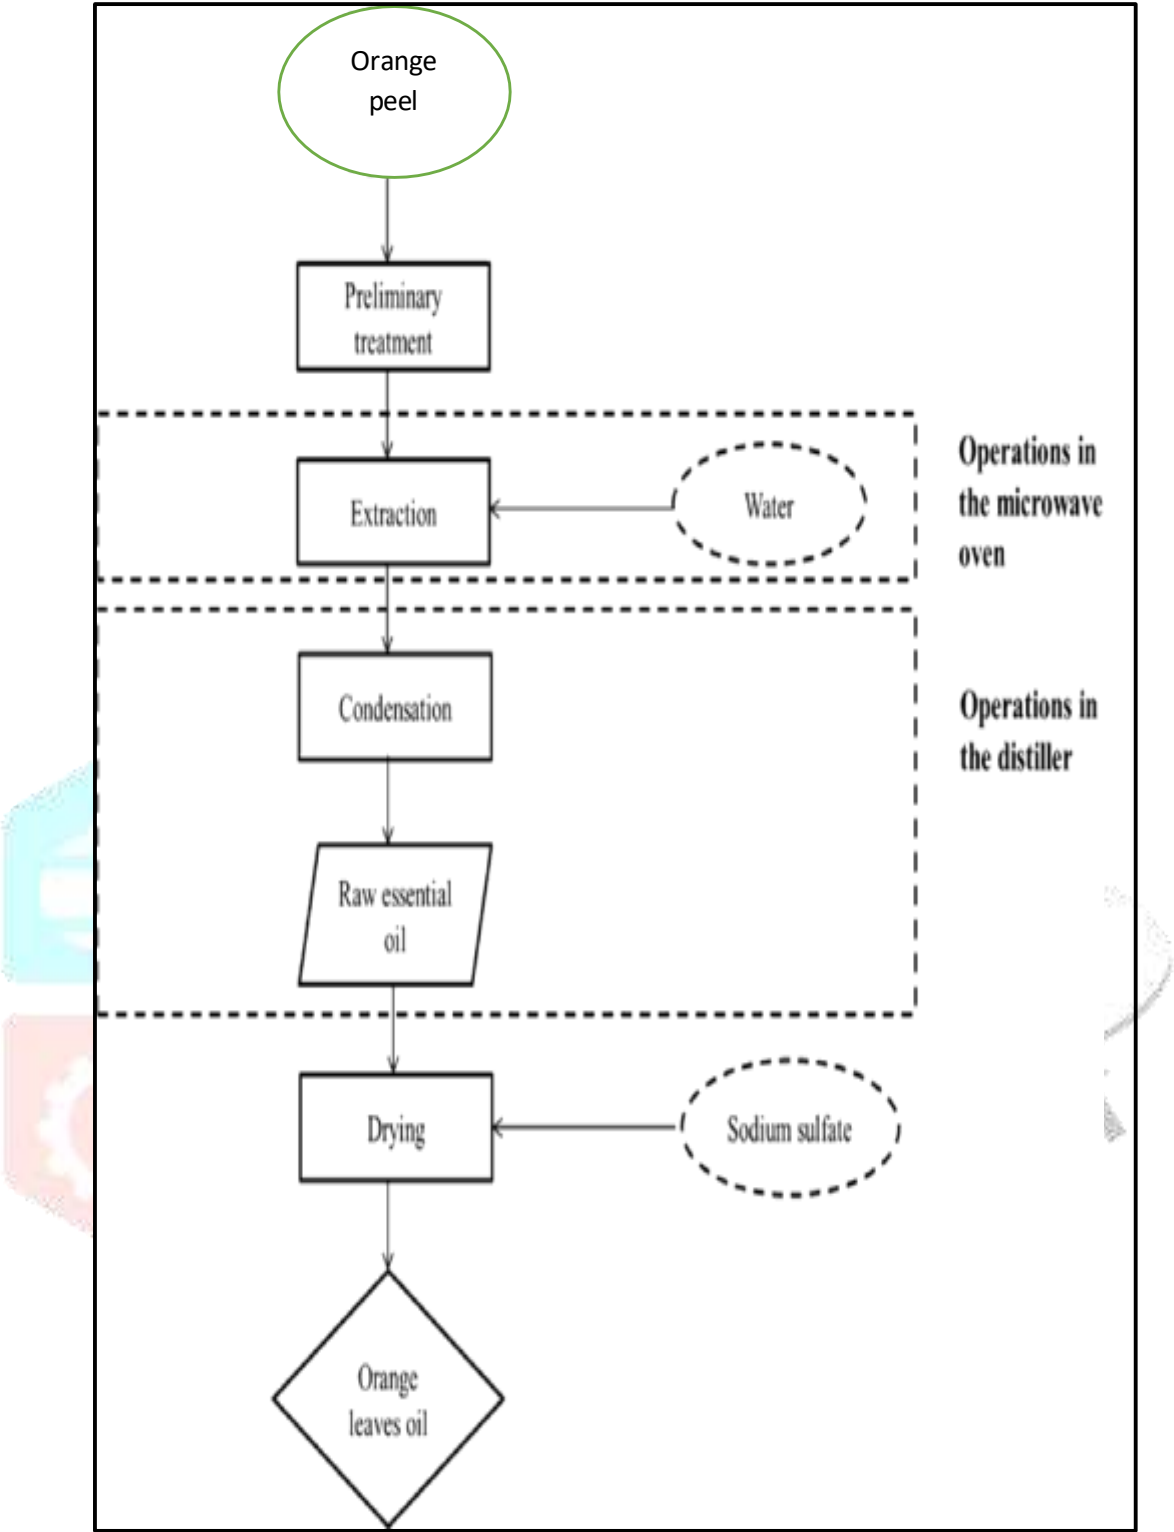 Orange
peel
Preliminary
treatment
Extraction
Water
Operations in
the microwave
oven
Condensation
Operations in
the distiller
Raw essential
oil
Drying
Sodium sulfate
Orange
leaves oil